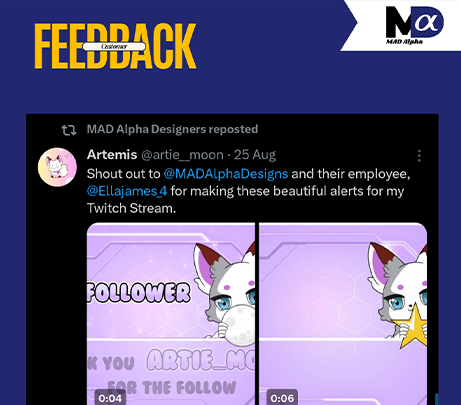 FEEDBACK
Customer
MD α
MAD Alpha
MAD Alpha Designers reposted
Artemis @artie__moon · 25 Aug
Shout out to @MADAlphaDesigns and their employee,
@Ellajames_4 for making these beautiful alerts for my
Twitch Stream.
FOLLOWER
K YOU ARTIE_MO
FOR THE FOLLOW
0:04
0:06